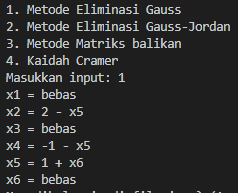 1. Metode Eliminasi Gauss
2. Metode Eliminasi Gauss-Jordan
3. Metode Matriks balikan
4. Kaidah Cramer
Masukkan input: 1
x1 = bebas
x2 = 2 - x5
x3 = bebas
x4 = -1 - x5
x5 = 1 + x6
x6 = bebas